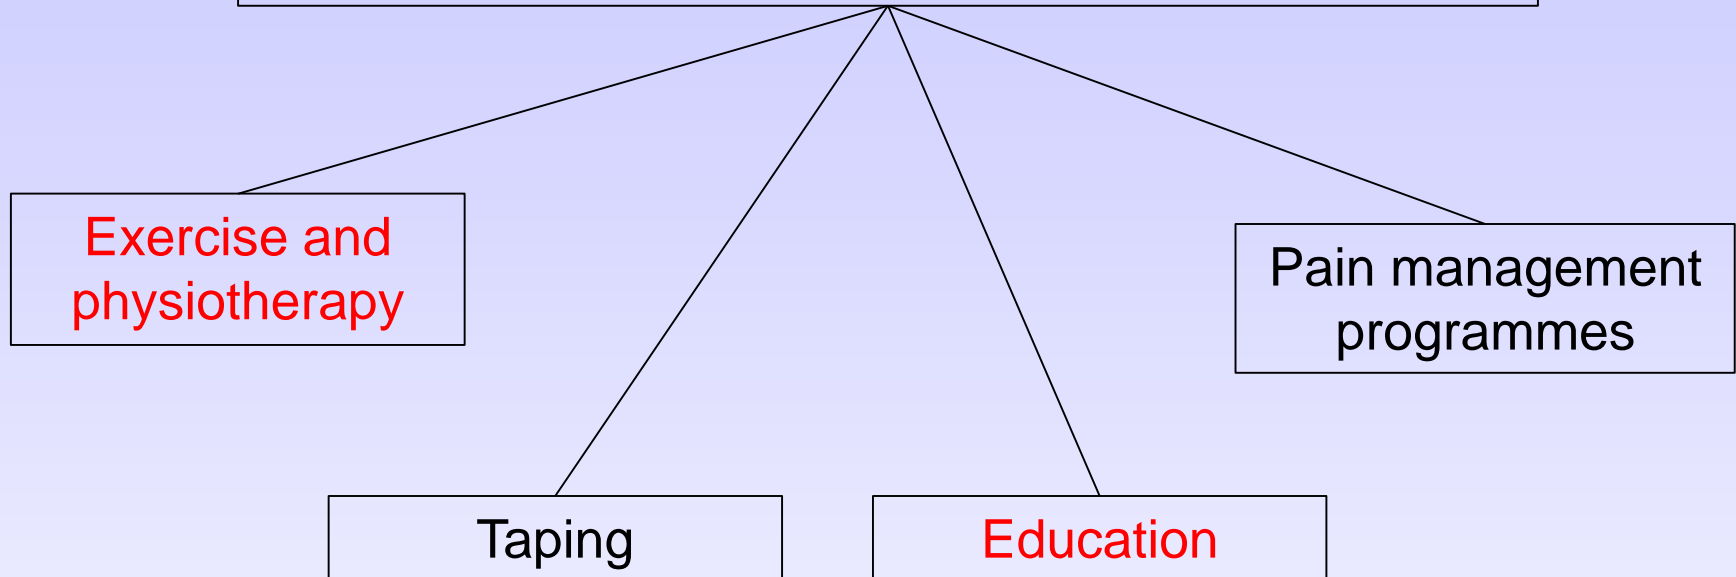 Exercise and
physiotherapy
Pain management
programmes
Taping
Education